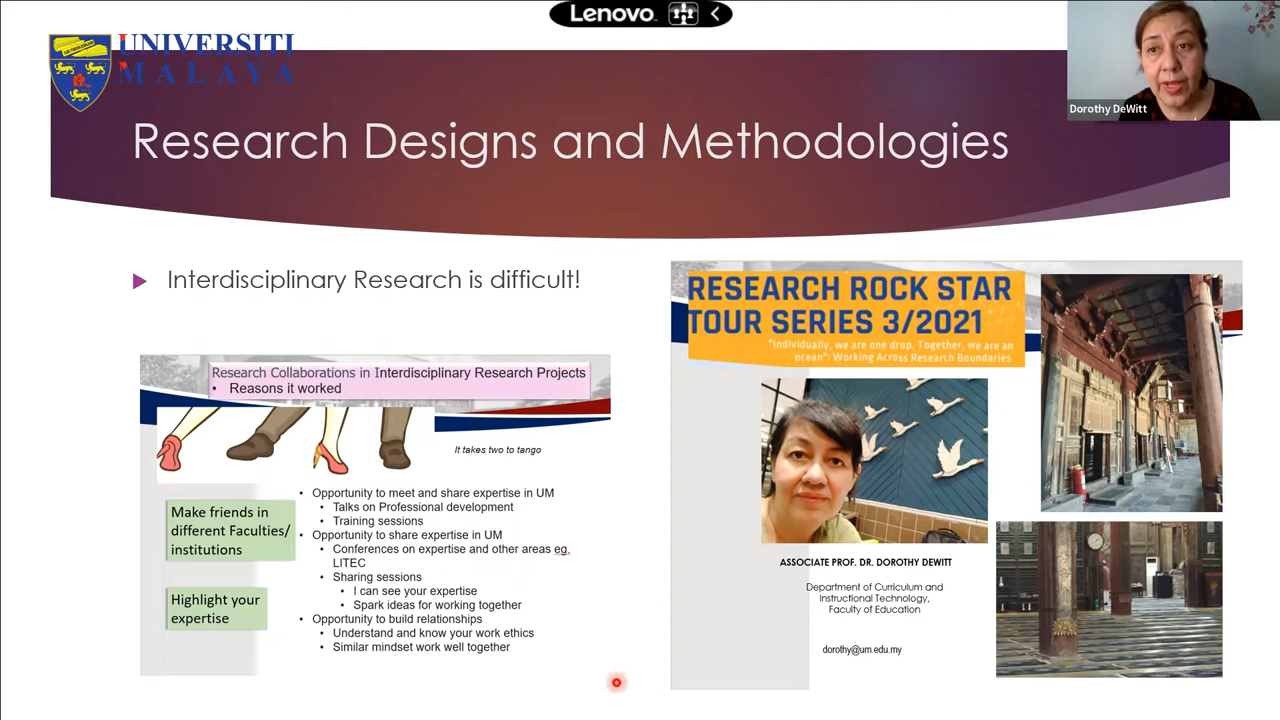 Lenovo
UNIVERSITI
MALAYA
Dorothy DeWitt
Research Designs and Methodologies
Interdisciplinary Research is difficult!
Research Collaborations in Interdisciplinary Research Projects
• Reasons it worked
It takes two to tango
Make friends in
different Faculties/
institutions
Highlight your
expertise
• Opportunity to meet and share expertise in UM
• Talks on Professional development
• Training sessions
• Opportunity to share expertise in UM
• Conferences on expertise and other areas eg.
LITEC
• Sharing sessions
• I can see your expertise
• Spark ideas for working together
• Opportunity to build relationships
• Understand and know your work ethics
• Similar mindset work well together
RESEARCH ROCK STAR
TOUR SERIES 3/2021
"Individually, we are one drop. Together, we are an
ocean": Working Across Research Boundaries
ASSOCIATE PROF. DR. DOROTHY DEWITT
Department of Curriculum and
Instructional Technology,
Faculty of Education
dorothy@um.edu.my